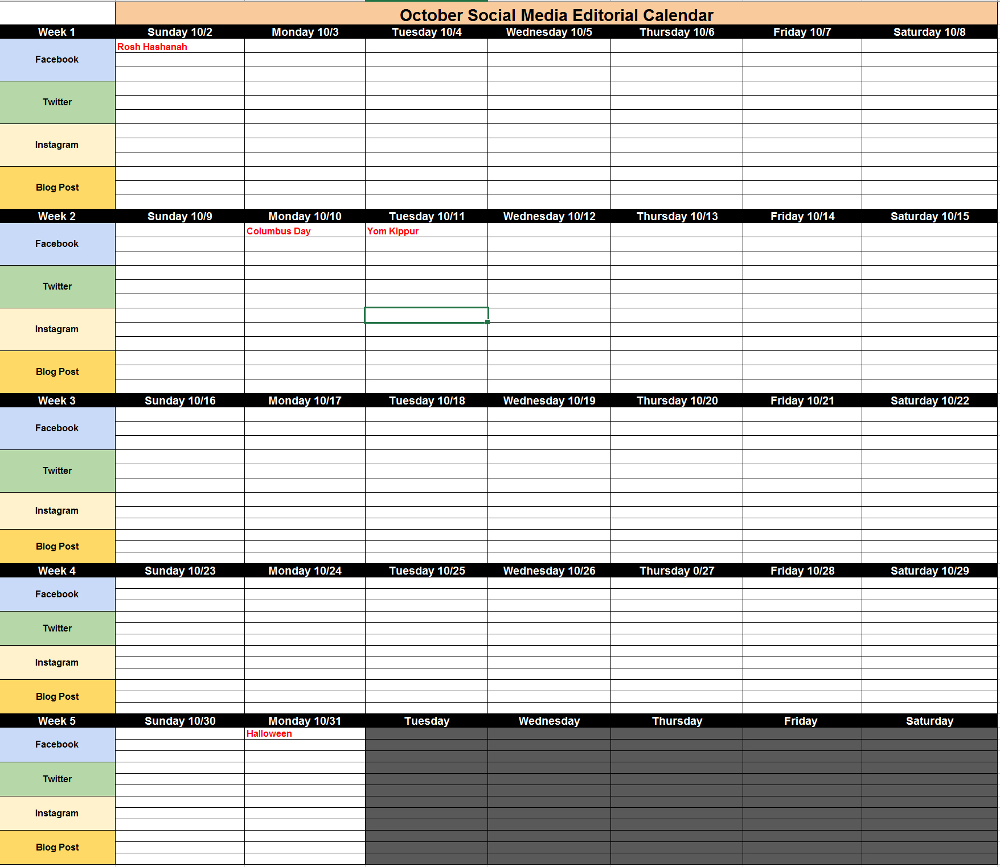 October Social Media Editorial Calendar
Week 1 Sunday 10/2 Monday 10/3 Tuesday 10/4 Wednesday 10/5 Thursday 10/6 Friday 10/7 Saturday 10/8
Rosh Hashanah
Facebook
Twitter
Instagram
Blog Post
Week 2 Sunday 10/9 Monday 10/10 Tuesday 10/11 Wednesday 10/12 Thursday 10/13 Friday 10/14 Saturday 10/15
Columbus Day Yom Kippur
Facebook
Twitter
Instagram
Blog Post
Week 3 Sunday 10/16 Monday 10/17 Tuesday 10/18 Wednesday 10/19 Thursday 10/20 Friday 10/21 Saturday 10/22
Facebook
Twitter
Instagram
Blog Post
Week 4 Sunday 10/23 Monday 10/24 Tuesday 10/25 Wednesday 10/26 Thursday 0/27 Friday 10/28 Saturday 10/29
Facebook
Twitter
Instagram
Blog Post
Week 5 Sunday 10/30 Monday 10/31 Tuesday Wednesday Thursday Friday Saturday
Halloween
Facebook
Twitter
Instagram
Blog Post